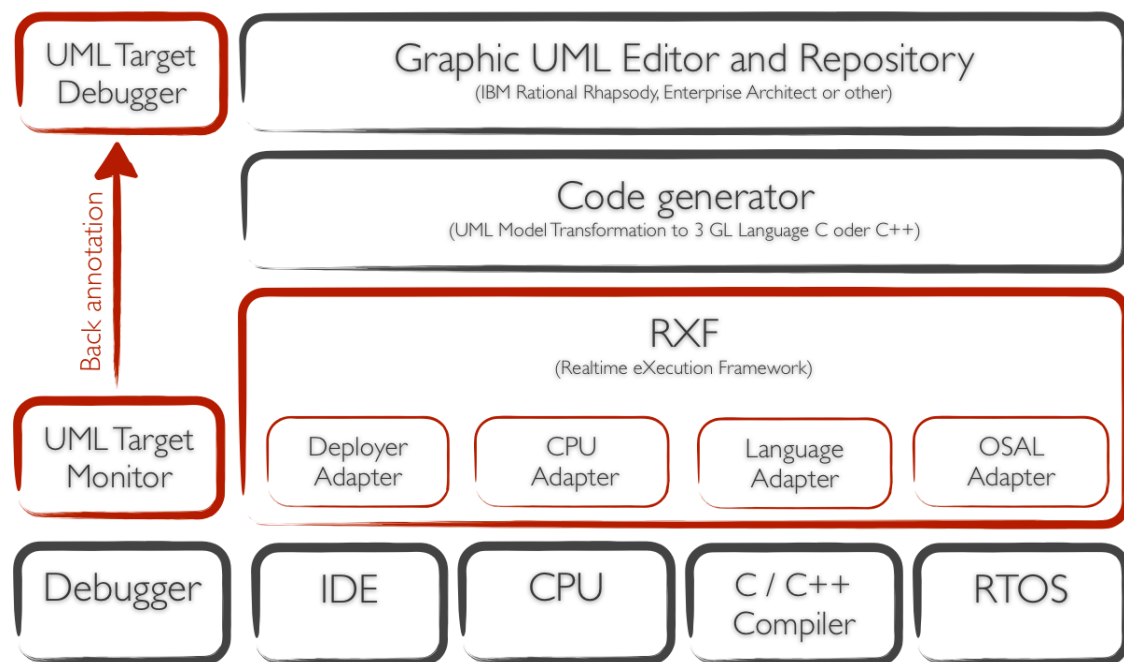 UML Target
Debugger
Graphic UML Editor and Repository
(IBM Rational Rhapsody, Enterprise Architect or other)
Code generator
(UML Model Transformation to 3 GL Language C oder C++)
Back annotation
RXF
(Realtime eXecution Framework)
UML Target
Monitor
Deployer
Adapter
CPU
Adapter
Language
Adapter
OSAL
Adapter
Debugger
IDE
CPU
C / C++
Compiler
RTOS